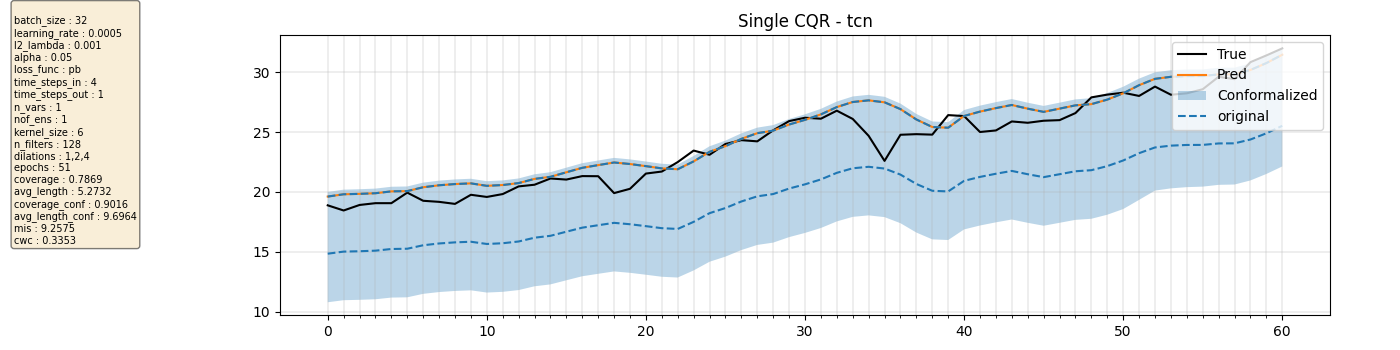 batch_size : 32
learning_rate : 0.0005
l2_lambda : 0.001
alpha : 0.05
loss_func : pb
time_steps_in : 4
time_steps_out : 1
n_vars : 1
nof_ens : 1
kernel_size : 6
n_filters : 128
dilations : 1,2,4
epochs : 51
coverage : 0.7869
avg_length : 5.2732
coverage_conf : 0.9016
avg_length_conf : 9.6964
mis : 9.2575
cwc : 0.3353
Single CQR - tcn
True
Pred
Conformalized
original
30
25
20
15
10
0 10 20 30 40 50 60